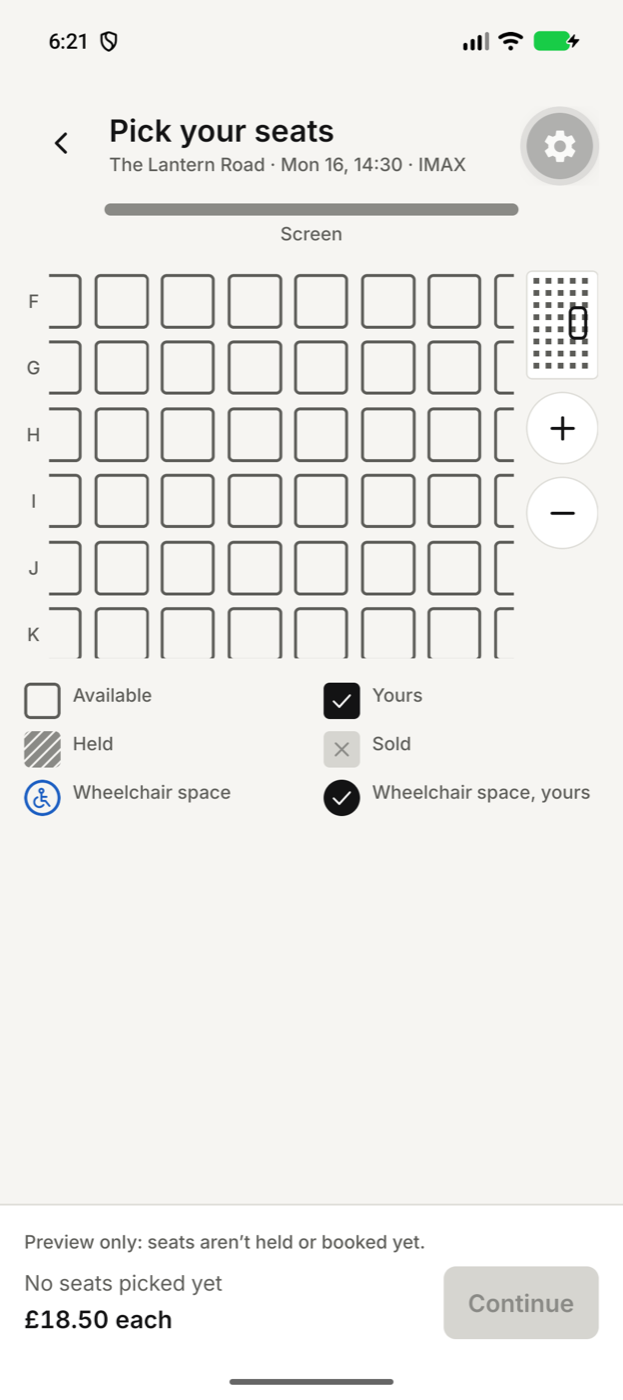 6:21
Pick your seats
The Lantern Road · Mon 16, 14:30 · IMAX
Screen
F
G
H
I
J
K
Available
Yours
Held
Sold
Wheelchair space
Wheelchair space, yours
Preview only: seats aren’t held or booked yet.
No seats picked yet
£18.50 each
Continue